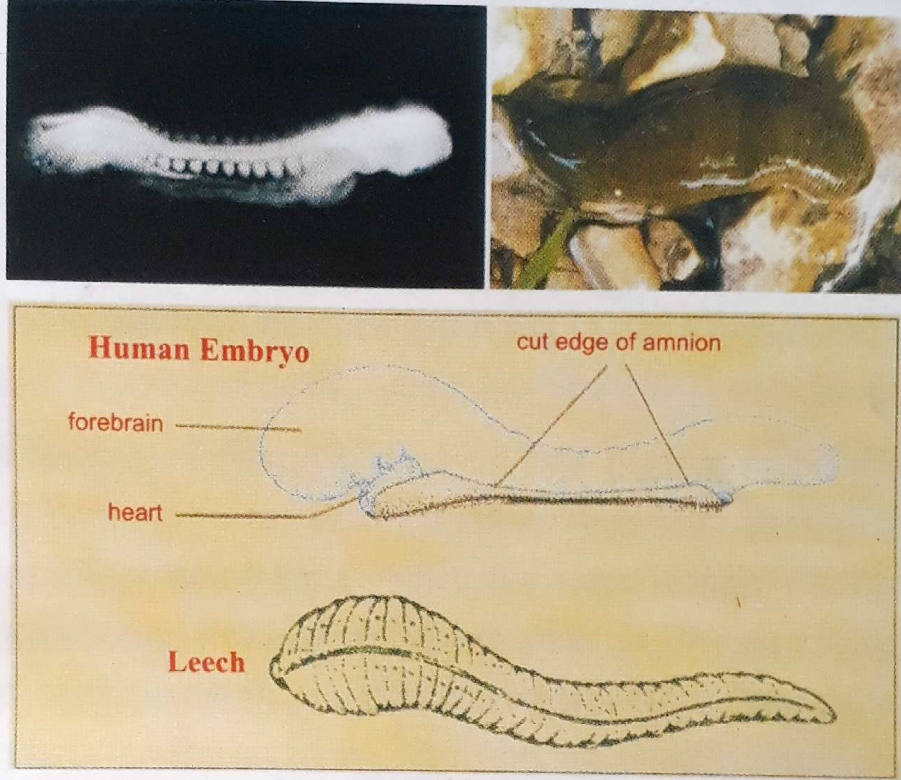 Human Embryo
cut edge of amnion
forebrain
heart
Leech